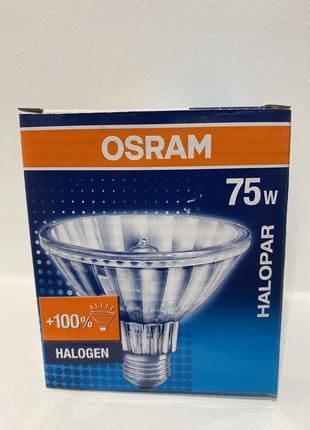 OSRAM
75W
HALOPAR
+100%
HALOGEN